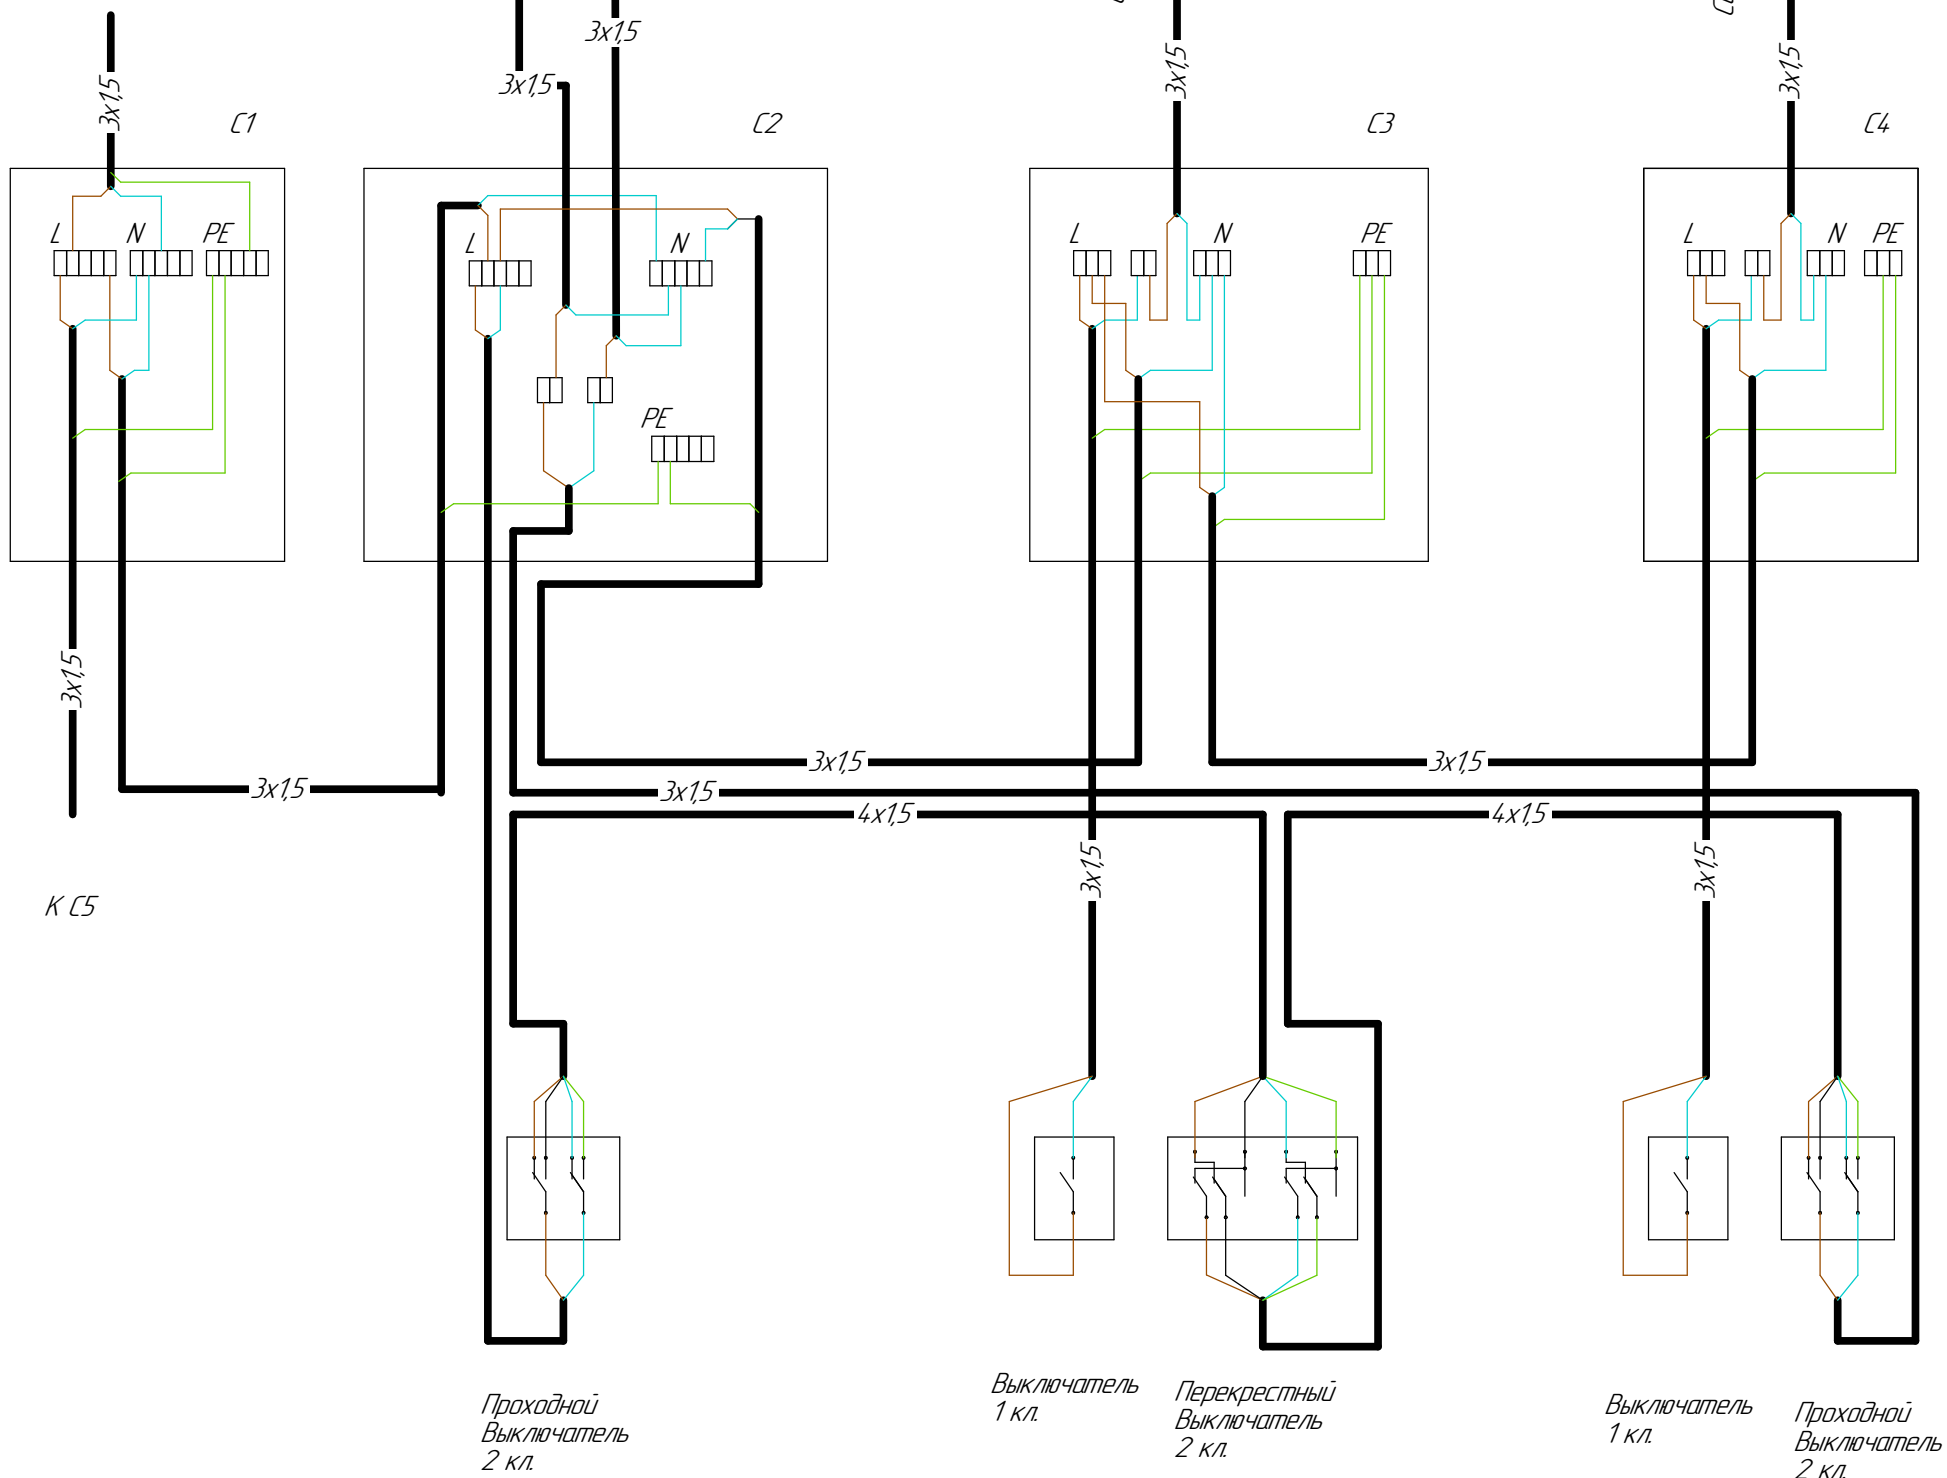 3x1,5
3x1,5
3x1,5
3x1,5
3x1,5
C1
C2
C3
C4
L
N
PE
L
N
PE
L
N
PE
L
N
PE
3x1,5
3x1,5
3x1,5
3x1,5
3x1,5
4x1,5
4x1,5
3x1,5
3x1,5
К C5
Проходной
Выключатель
2 кл.
Выключатель
1 кл.
Перекрестный
Выключатель
2 кл.
Выключатель
1 кл.
Проходной
Выключатель
2 кл.